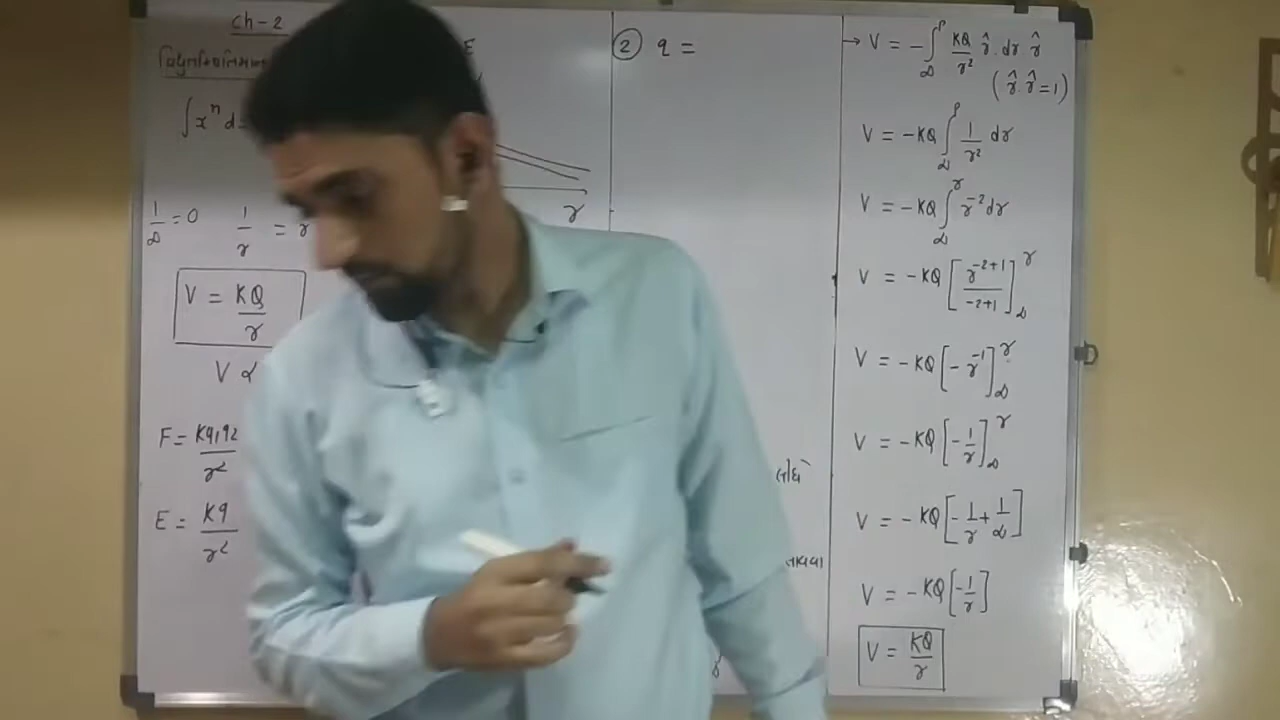 Ch-2
∫xⁿ d
1/∞ = 0   1/r = r
V = KQ/r
V ∝
F = Kq₁q₂/r²
E = Kq/r²
E
r
② q =
→ V = -∫_∞^P KQ/r² r̂. dr r̂
(r̂.r̂ =1)
V = -KQ ∫_∞^P 1/r² dr
V = -KQ ∫_∞^r r⁻² dr
V = -KQ [r⁻²⁺¹/-2+1]_∞^r
V = -KQ [-r⁻¹]_∞^r
V = -KQ [-1/r]_∞^r
V = -KQ [-1/r + 1/∞]
V = -KQ [-1/r]
V = KQ/r